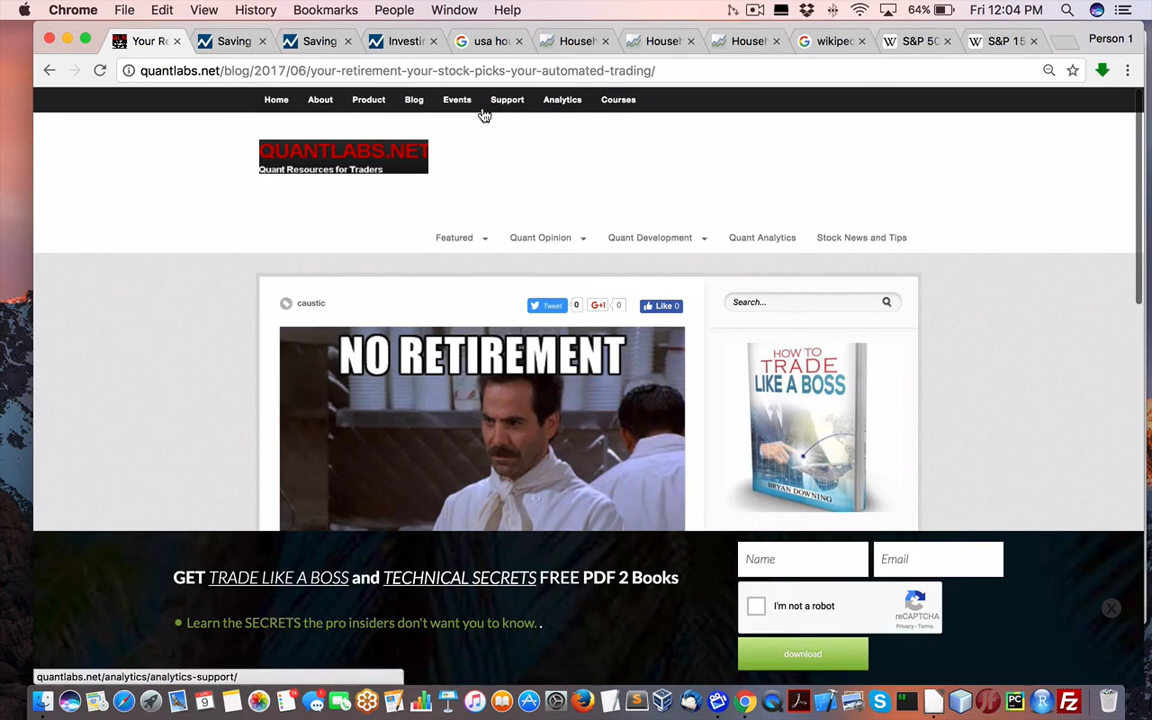 Chrome File Edit View History Bookmarks People Window Help 64% Fri 12:04 PM
Your Re Saving Saving Investin usa hou Househ Househ Househ wikiped S&P 50 S&P 15 Person 1
quantlabs.net/blog/2017/06/your-retirement-your-stock-picks-your-automated-trading/
Home About Product Blog Events Support Analytics Courses
QUANTLABS.NET
Quant Resources for Traders
Featured Quant Opinion Quant Development Quant Analytics Stock News and Tips
caustic Tweet 0 G+1 0 Like 0
Search...
NO RETIREMENT
HOW TO
TRADE
LIKE A BOSS
BRYAN DOWNING
GET TRADE LIKE A BOSS and TECHNICAL SECRETS FREE PDF 2 Books
Learn the SECRETS the pro insiders don't want you to know. .
Name Email
I'm not a robot
reCAPTCHA
Privacy - Terms
download
quantlabs.net/analytics/analytics-support/